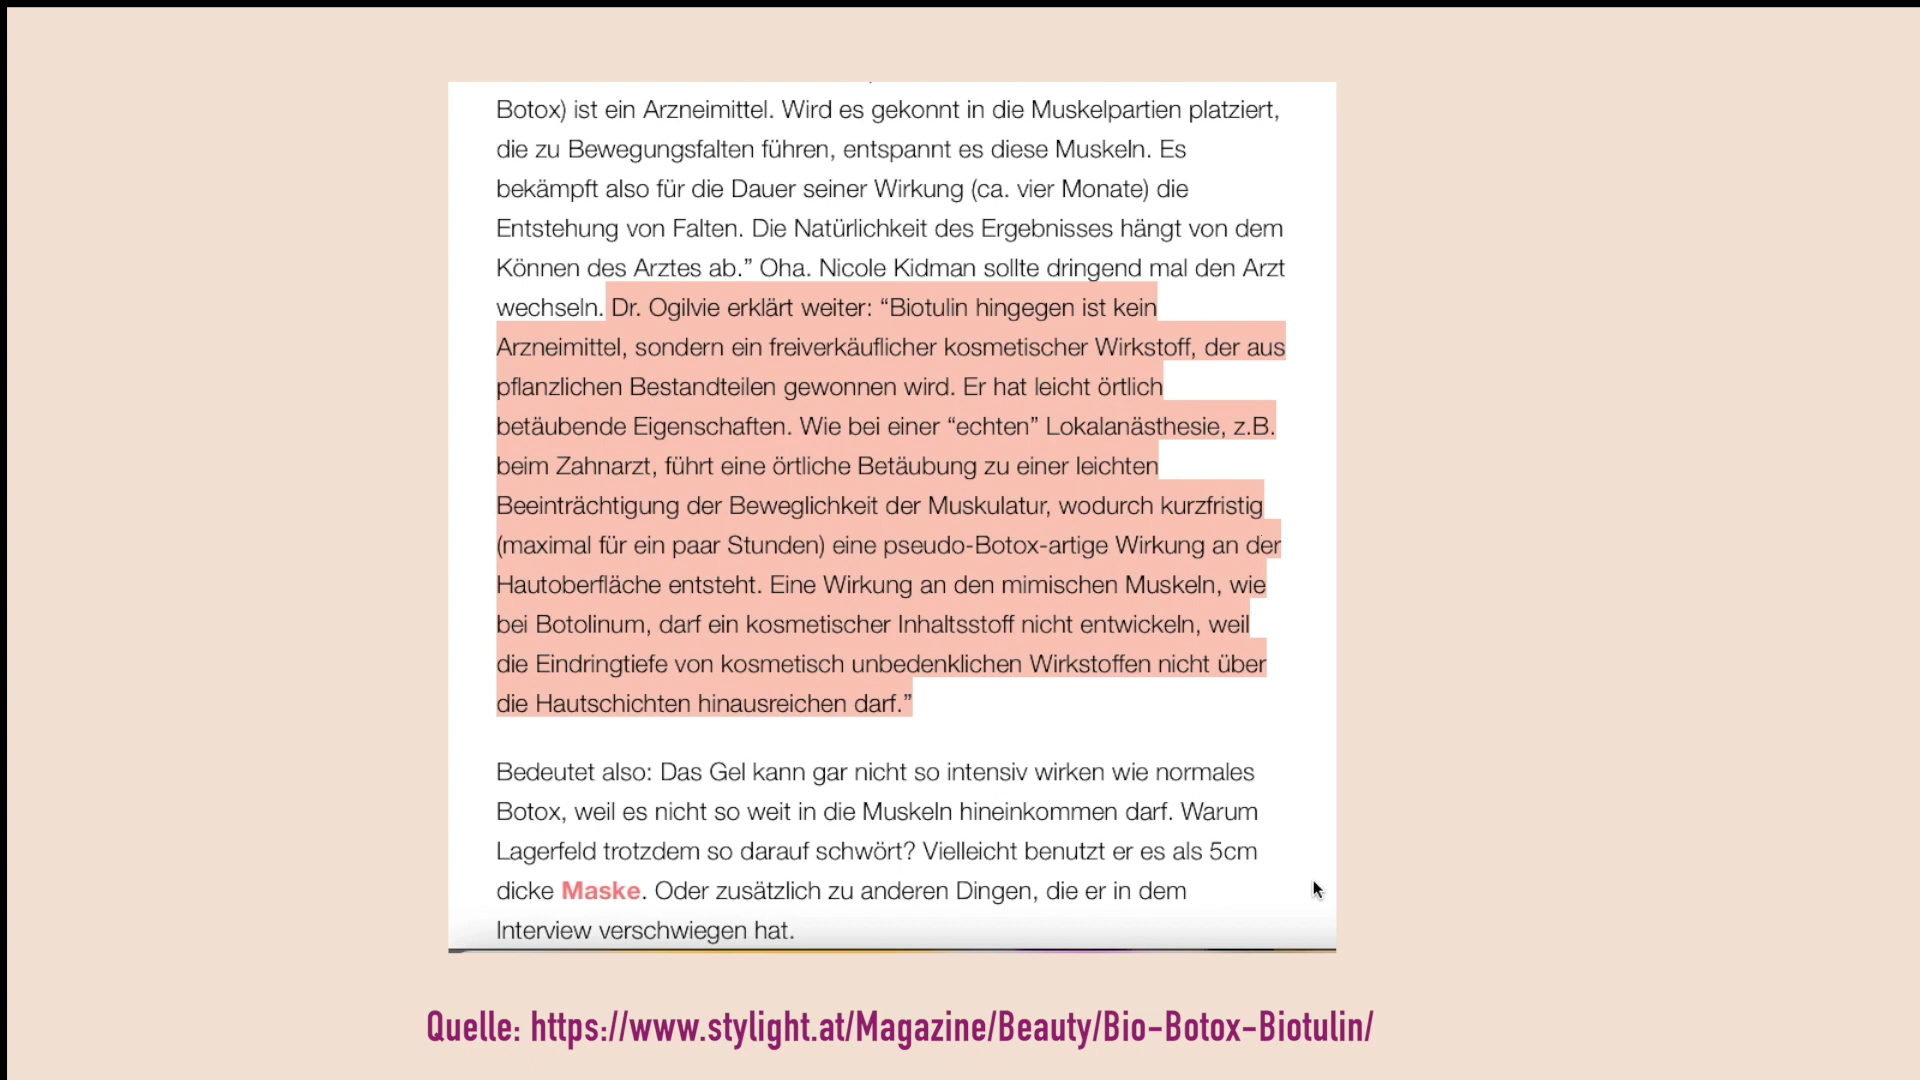 Botox) ist ein Arzneimittel. Wird es gekonnt in die Muskelpartien platziert,
die zu Bewegungsfalten führen, entspannt es diese Muskeln. Es
bekämpft also für die Dauer seiner Wirkung (ca. vier Monate) die
Entstehung von Falten. Die Natürlichkeit des Ergebnisses hängt von dem
Können des Arztes ab.” Oha. Nicole Kidman sollte dringend mal den Arzt
wechseln. Dr. Ogilvie erklärt weiter: “Biotulin hingegen ist kein
Arzneimittel, sondern ein freiverkäuflicher kosmetischer Wirkstoff, der aus
pflanzlichen Bestandteilen gewonnen wird. Er hat leicht örtlich
betäubende Eigenschaften. Wie bei einer “echten” Lokalanästhesie, z.B.
beim Zahnarzt, führt eine örtliche Betäubung zu einer leichten
Beeinträchtigung der Beweglichkeit der Muskulatur, wodurch kurzfristig
(maximal für ein paar Stunden) eine pseudo-Botox-artige Wirkung an der
Hautoberfläche entsteht. Eine Wirkung an den mimischen Muskeln, wie
bei Botolinum, darf ein kosmetischer Inhaltsstoff nicht entwickeln, weil
die Eindringtiefe von kosmetisch unbedenklichen Wirkstoffen nicht über
die Hautschichten hinausreichen darf.”
Bedeutet also: Das Gel kann gar nicht so intensiv wirken wie normales
Botox, weil es nicht so weit in die Muskeln hineinkommen darf. Warum
Lagerfeld trotzdem so darauf schwört? Vielleicht benutzt er es als 5cm
dicke Maske. Oder zusätzlich zu anderen Dingen, die er in dem
Interview verschwiegen hat.
Quelle: https://www.stylight.at/Magazine/Beauty/Bio-Botox-Biotulin/